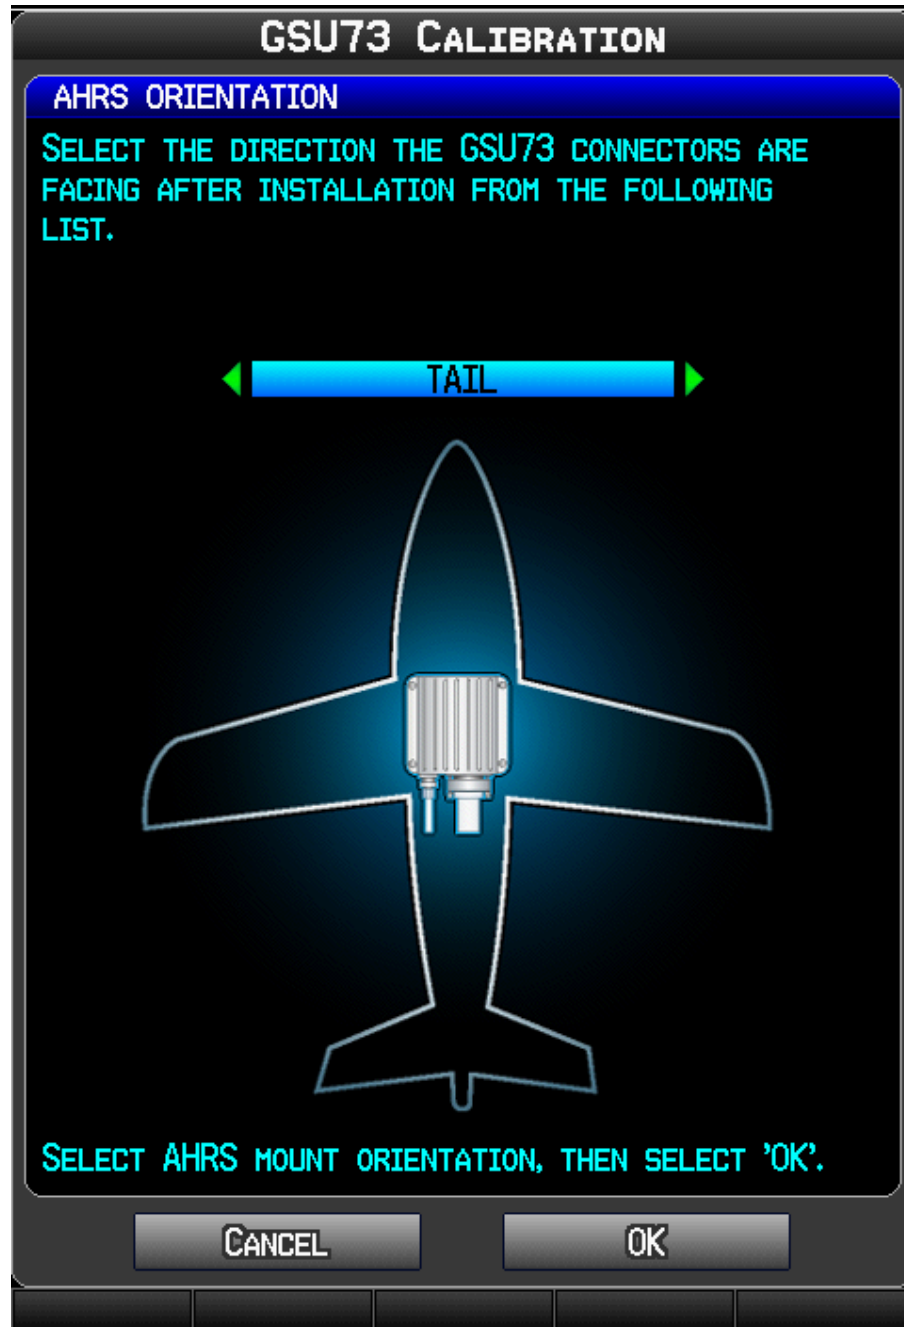 GSU73 CALIBRATION
AHRS ORIENTATION
SELECT THE DIRECTION THE GSU73 CONNECTORS ARE
FACING AFTER INSTALLATION FROM THE FOLLOWING
LIST.
TAIL
SELECT AHRS MOUNT ORIENTATION, THEN SELECT 'OK'.
CANCEL OK